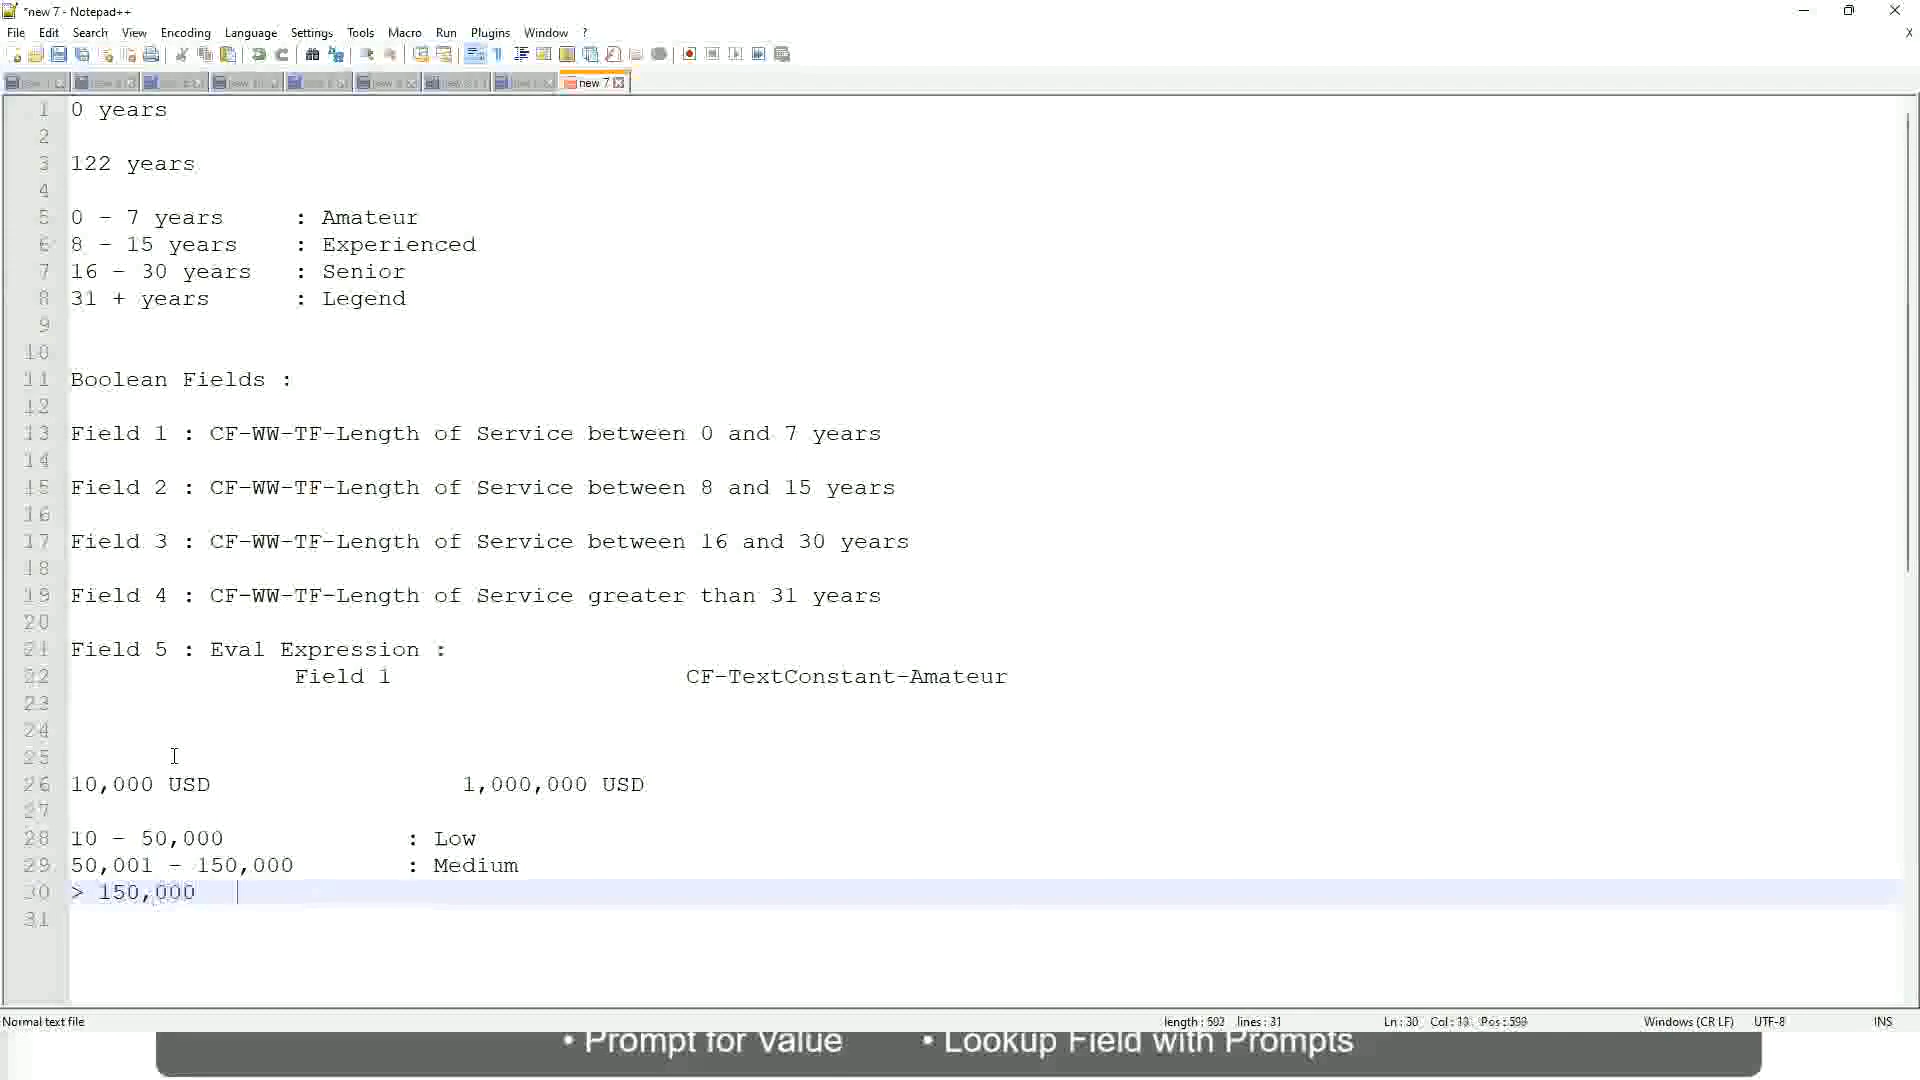 *new 7 - Notepad++
File Edit Search View Encoding Language Settings Tools Macro Run Plugins Window ? X
new 7
1 0 years
2
3 122 years
4
5 0 - 7 years : Amateur
6 8 - 15 years : Experienced
7 16 - 30 years : Senior
8 31 + years : Legend
9
10
11 Boolean Fields :
12
13 Field 1 : CF-WW-TF-Length of Service between 0 and 7 years
14
15 Field 2 : CF-WW-TF-Length of Service between 8 and 15 years
16
17 Field 3 : CF-WW-TF-Length of Service between 16 and 30 years
18
19 Field 4 : CF-WW-TF-Length of Service greater than 31 years
20
21 Field 5 : Eval Expression :
22 Field 1 CF-TextConstant-Amateur
23
24
25
26 10,000 USD 1,000,000 USD
27
28 10 - 50,000 : Low
29 50,001 - 150,000 : Medium
30 > 150,000
31
Normal text file length : 593 lines : 31 Ln : 30 Col : 13 Pos : 590 Windows (CR LF) UTF-8 INS
• Prompt for Value • Lookup Field with Prompts